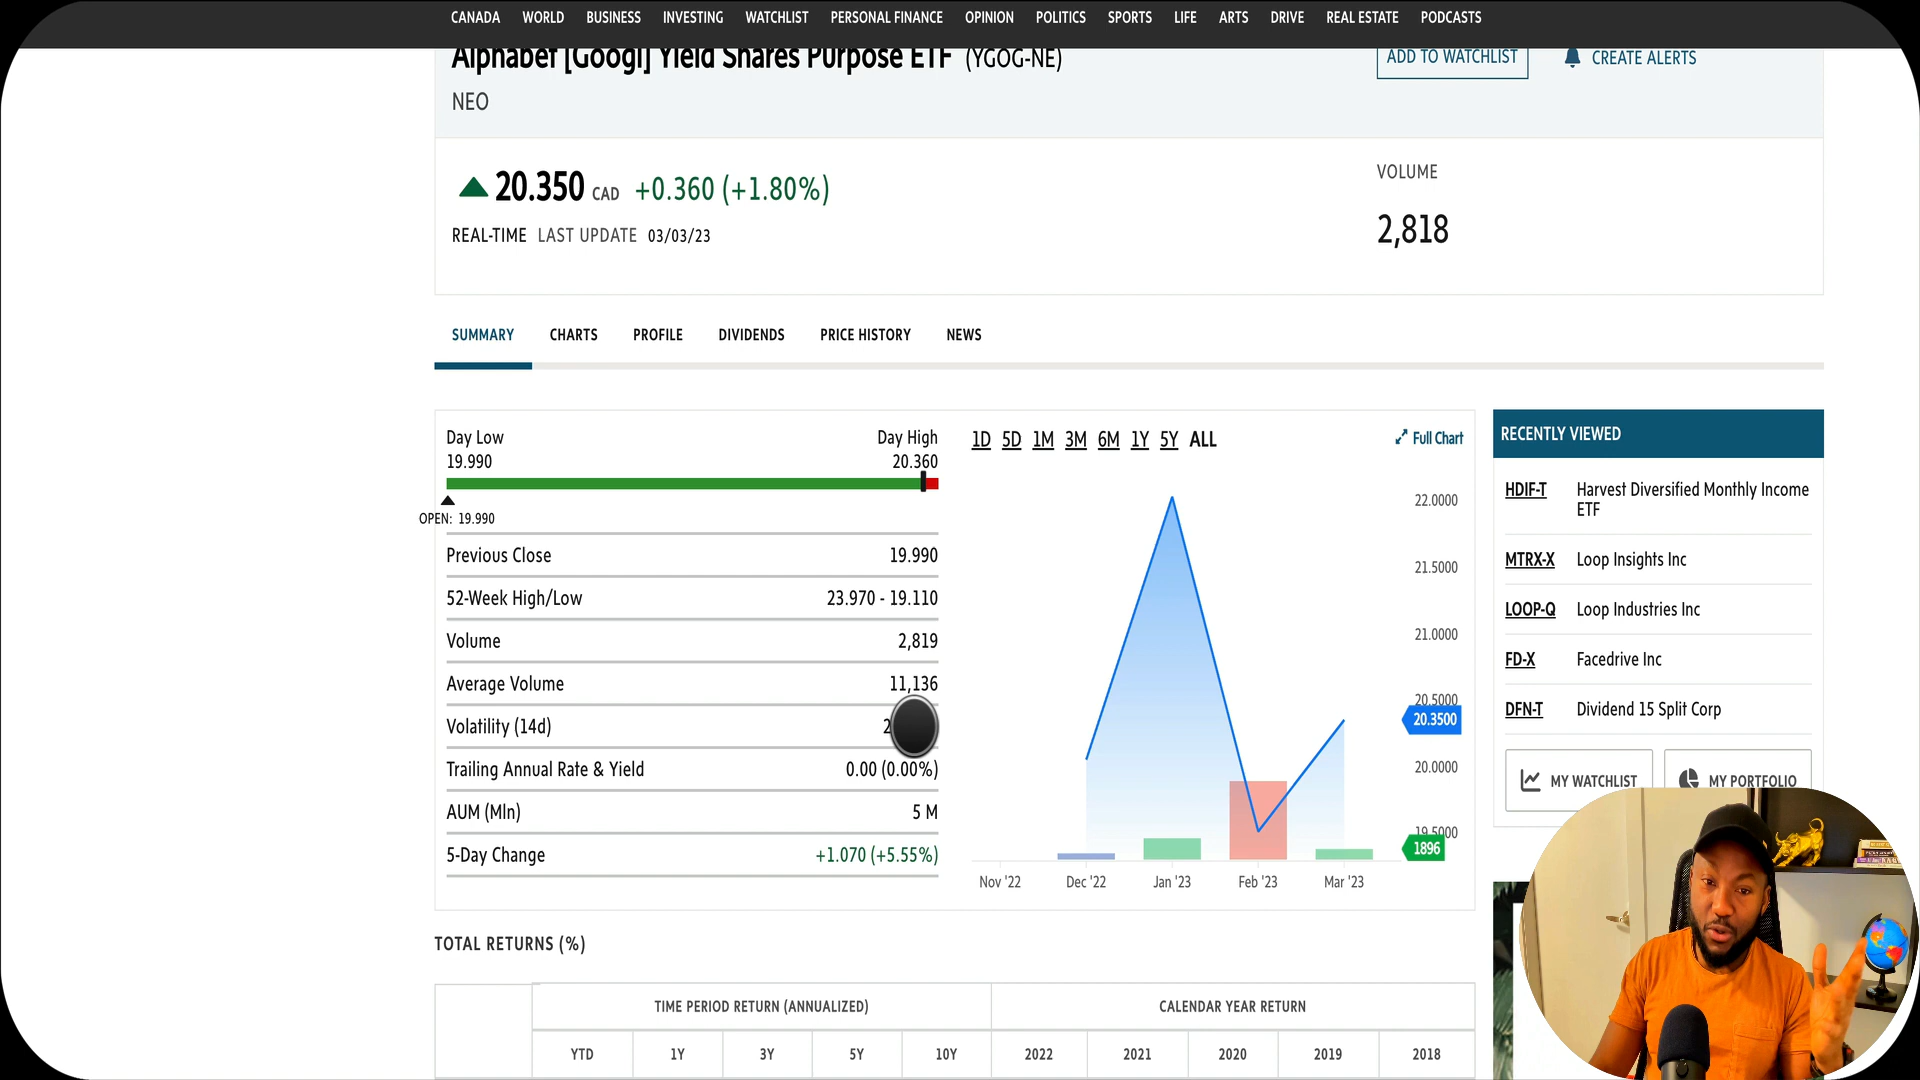 CANADA WORLD BUSINESS INVESTING WATCHLIST PERSONAL FINANCE OPINION POLITICS SPORTS LIFE ARTS DRIVE REAL ESTATE PODCASTS
Alphabet [Googl] Yield Shares Purpose ETF (YGOG-NE)
ADD TO WATCHLIST
CREATE ALERTS
NEO
20.350 CAD +0.360 (+1.80%)
REAL-TIME LAST UPDATE 03/03/23
VOLUME
2,818
SUMMARY CHARTS PROFILE DIVIDENDS PRICE HISTORY NEWS
Day Low Day High
19.990 20.360
OPEN: 19.990
Previous Close 19.990
52-Week High/Low 23.970 - 19.110
Volume 2,819
Average Volume 11,136
Volatility (14d)
Trailing Annual Rate & Yield 0.00 (0.00%)
AUM (Mln) 5 M
5-Day Change +1.070 (+5.55%)
1D 5D 1M 3M 6M 1Y 5Y ALL
Full Chart
22.0000
21.5000
21.0000
20.5000
20.3500
20.0000
19.5000
1896
Nov '22 Dec '22 Jan '23 Feb '23 Mar '23
RECENTLY VIEWED
HDIF-T Harvest Diversified Monthly Income
ETF
MTRX-X Loop Insights Inc
LOOP-Q Loop Industries Inc
FD-X Facedrive Inc
DFN-T Dividend 15 Split Corp
MY WATCHLIST
MY PORTFOLIO
TOTAL RETURNS (%)
TIME PERIOD RETURN (ANNUALIZED) CALENDAR YEAR RETURN
YTD 1Y 3Y 5Y 10Y 2022 2021 2020 2019 2018